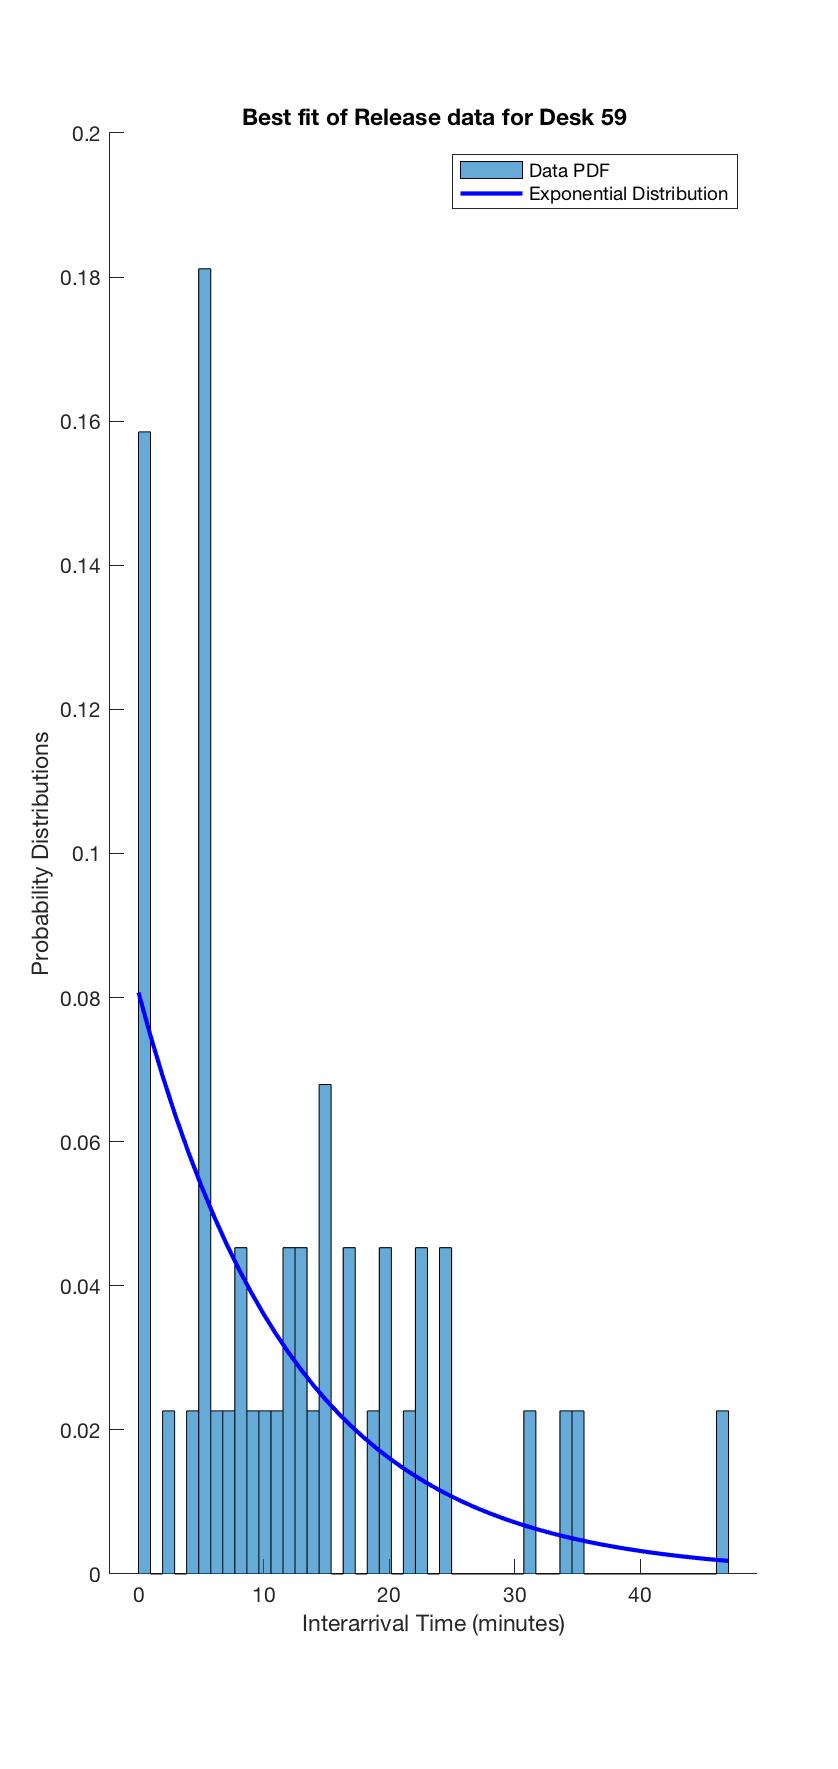 Best fit of Release data for Desk 59
Data PDF
Exponential Distribution
0.2
0.18
0.16
0.14
0.12
0.1
0.08
0.06
0.04
0.02
0
Probability Distributions
0 10 20 30 40
Interarrival Time (minutes)